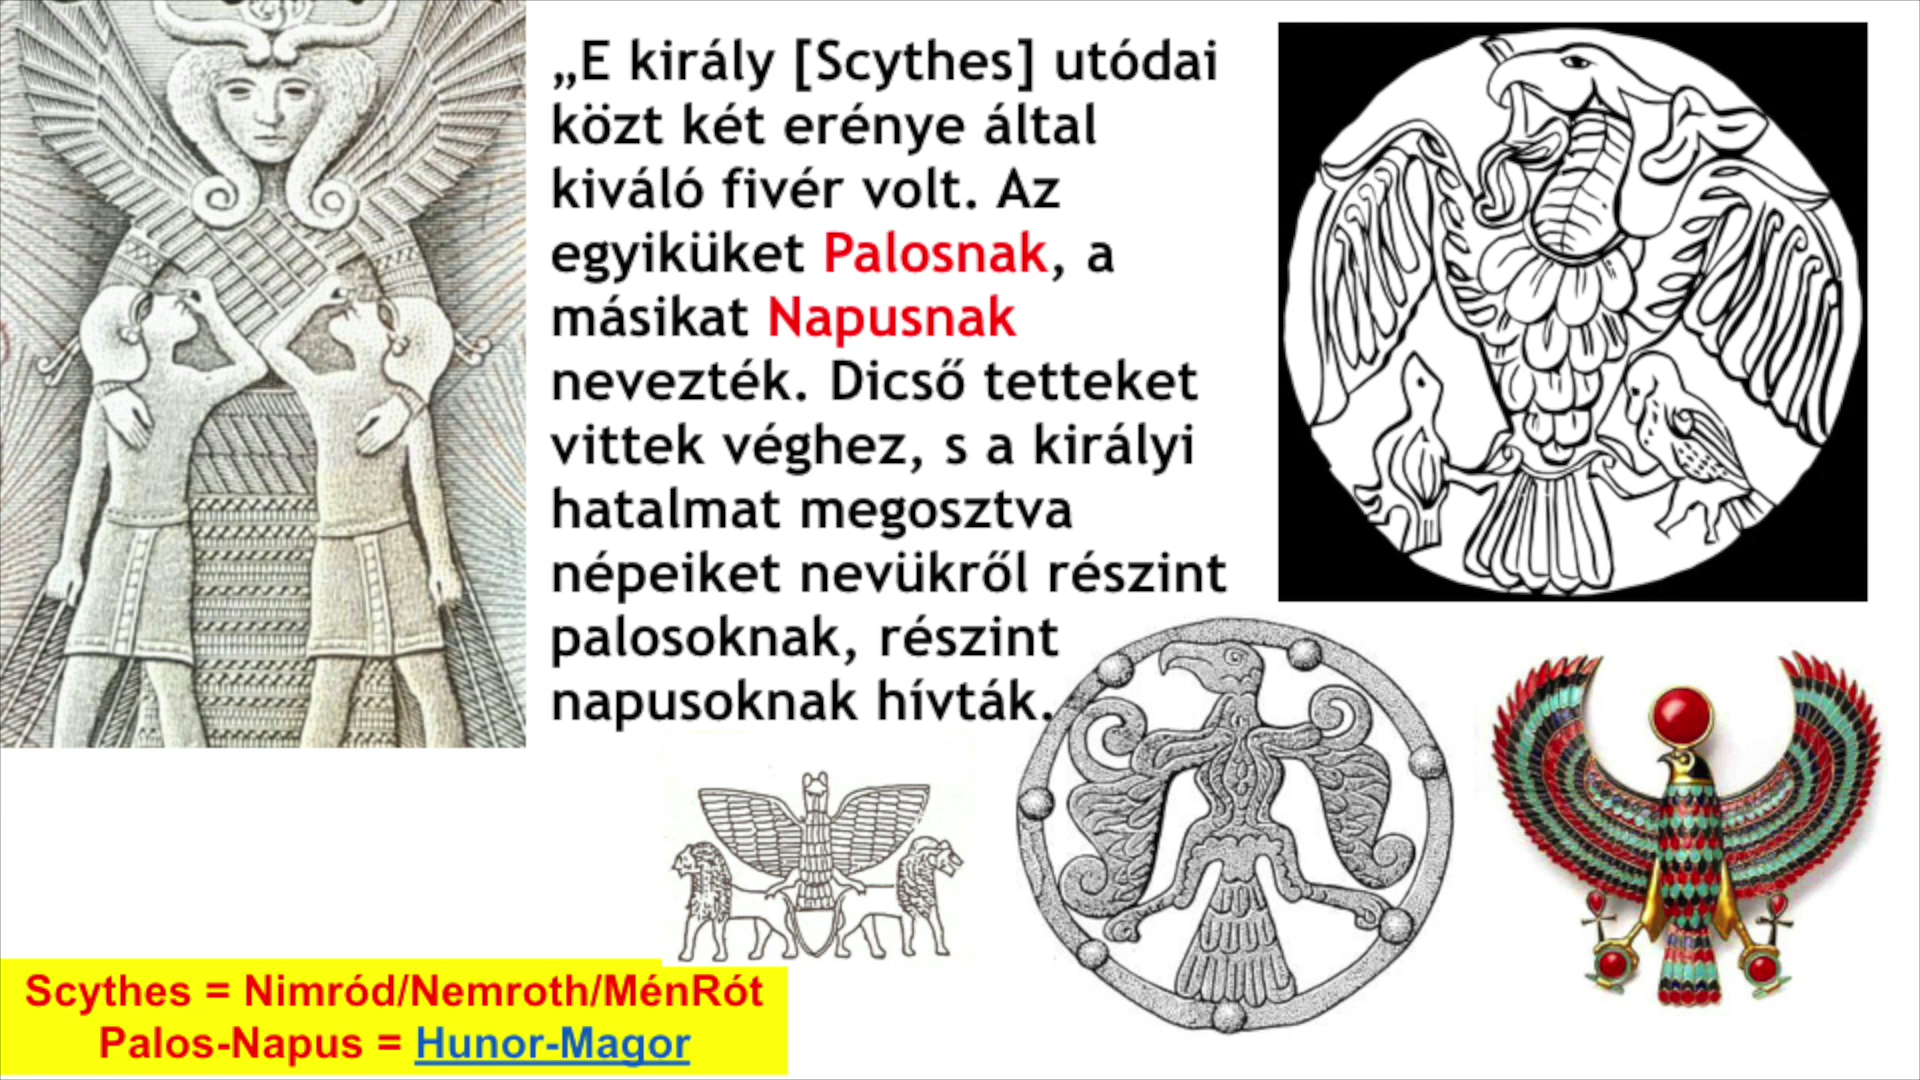 „E király [Scythes] utódai
közt két erénye által
kiváló fivér volt. Az
egyiküket Palosnak, a
másikat Napusnak
nevezték. Dicső tetteket
vittek véghez, s a királyi
hatalmat megosztva
népeiket nevükről részint
palosoknak, részint
napusoknak hívták.
Scythes = Nimród/Nemroth/MénRót
Palos-Napus = Hunor-Magor